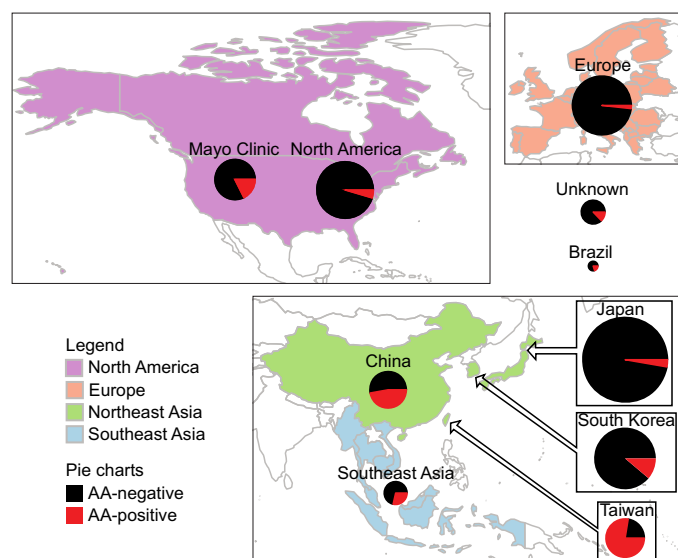 Europe
Mayo Clinic
North America
Unknown
Brazil
Legend
North America
Europe
Northeast Asia
Southeast Asia
Pie charts
AA-negative
AA-positive
China
Southeast Asia
Japan
South Korea
Taiwan